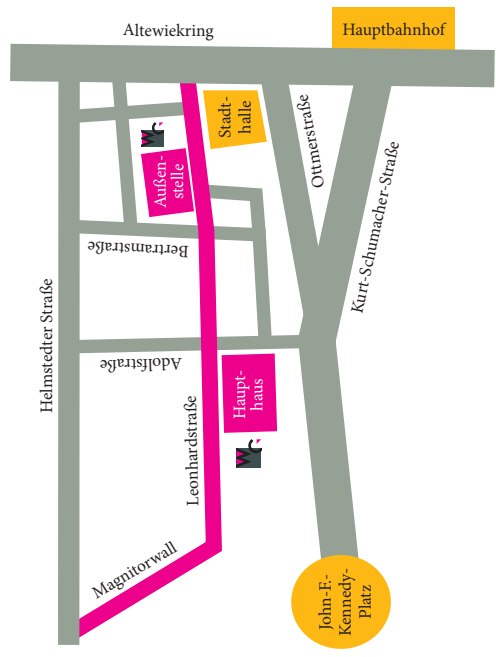 Altewiekring
Hauptbahnhof
Stadt-
halle
Ottmerstraße
Außen-
stelle
Kurt-Schumacher-Straße
Bertramstraße
Helmstedter Straße
Adolfstraße
Haupt-
haus
Leonhardstraße
Magnitorwall
John-F.-
Kennedy-
Platz